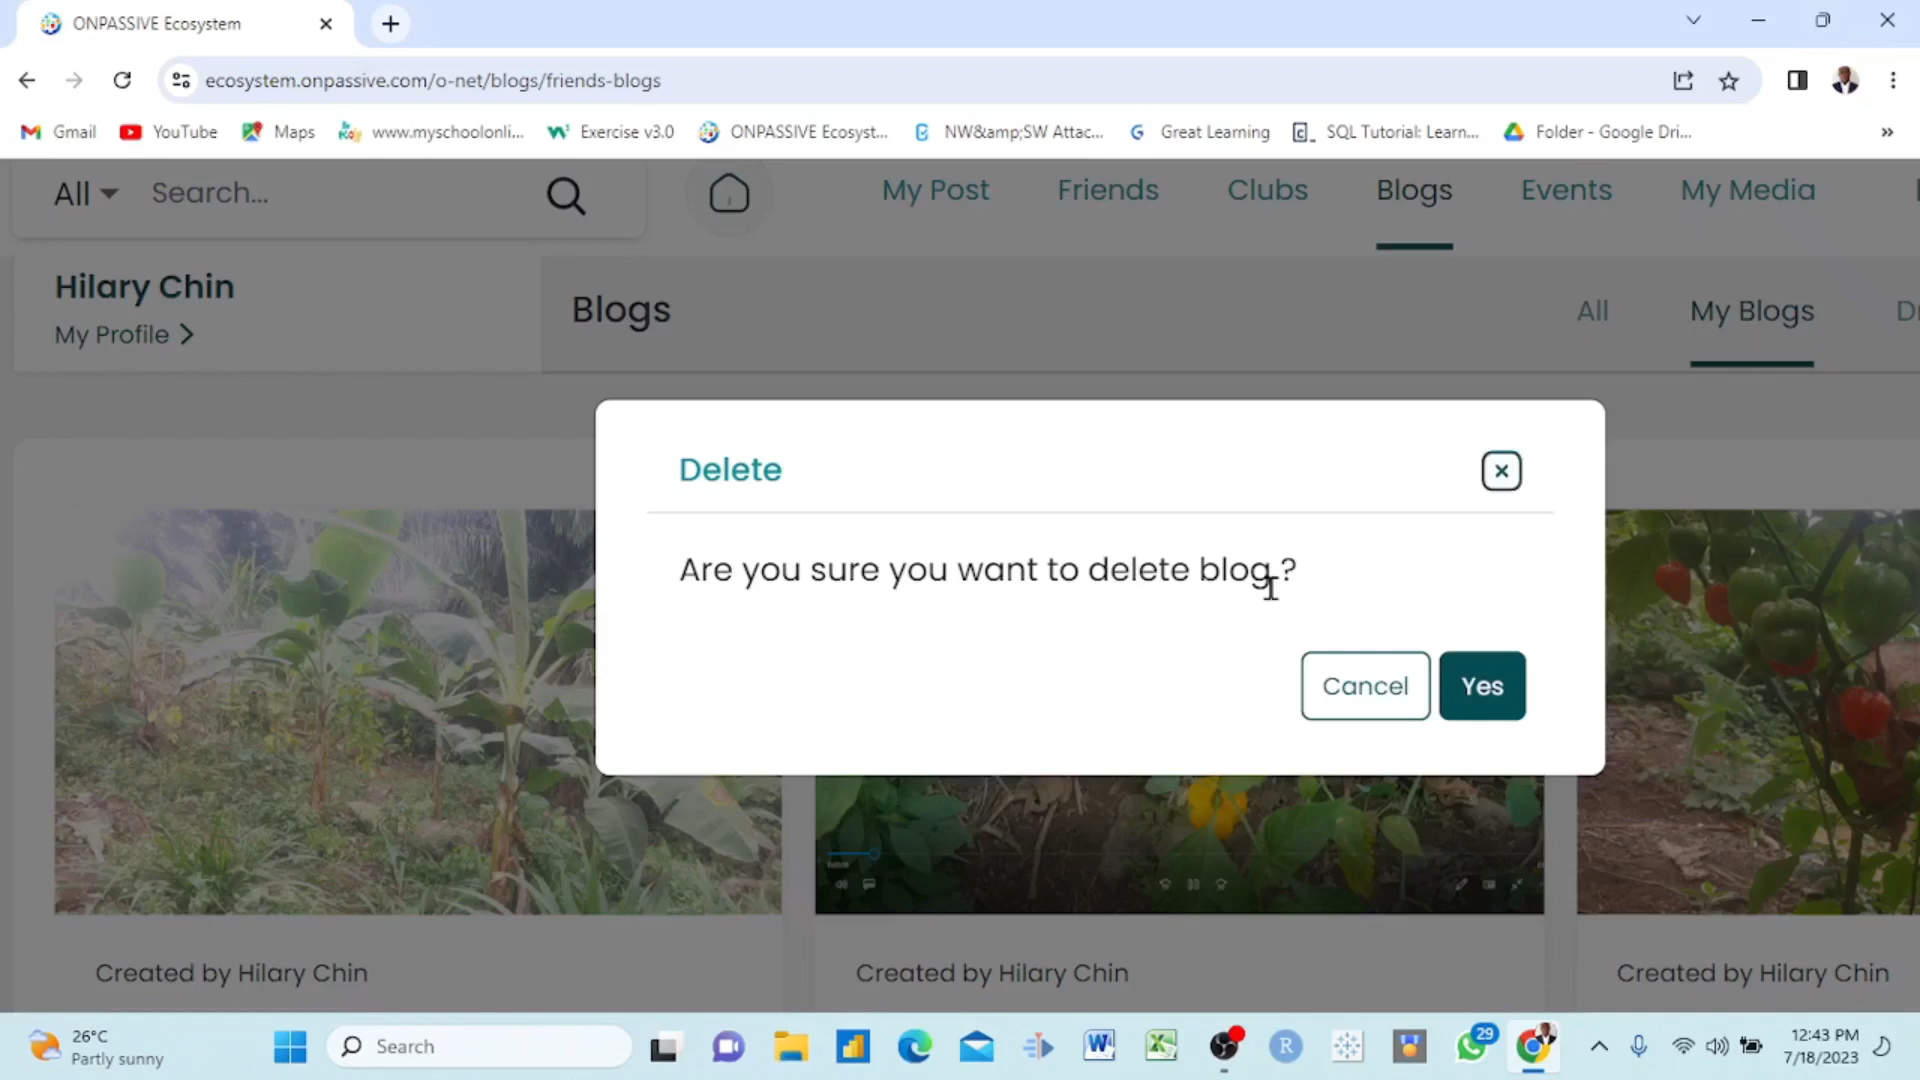 ONPASSIVE Ecosystem
ecosystem.onpassive.com/o-net/blogs/friends-blogs
Gmail YouTube Maps www.myschoolonli... Exercise v3.0 ONPASSIVE Ecosyst... NW&amp;SW Attac... Great Learning SQL Tutorial: Learn... Folder - Google Dri... »
All Search... My Post Friends Clubs Blogs Events My Media
Hilary Chin
My Profile
Blogs All My Blogs
Delete
Are you sure you want to delete blog ?
Cancel Yes
Created by Hilary Chin Created by Hilary Chin Created by Hilary Chin
26°C
Partly sunny
Search
29
12:43 PM
7/18/2023